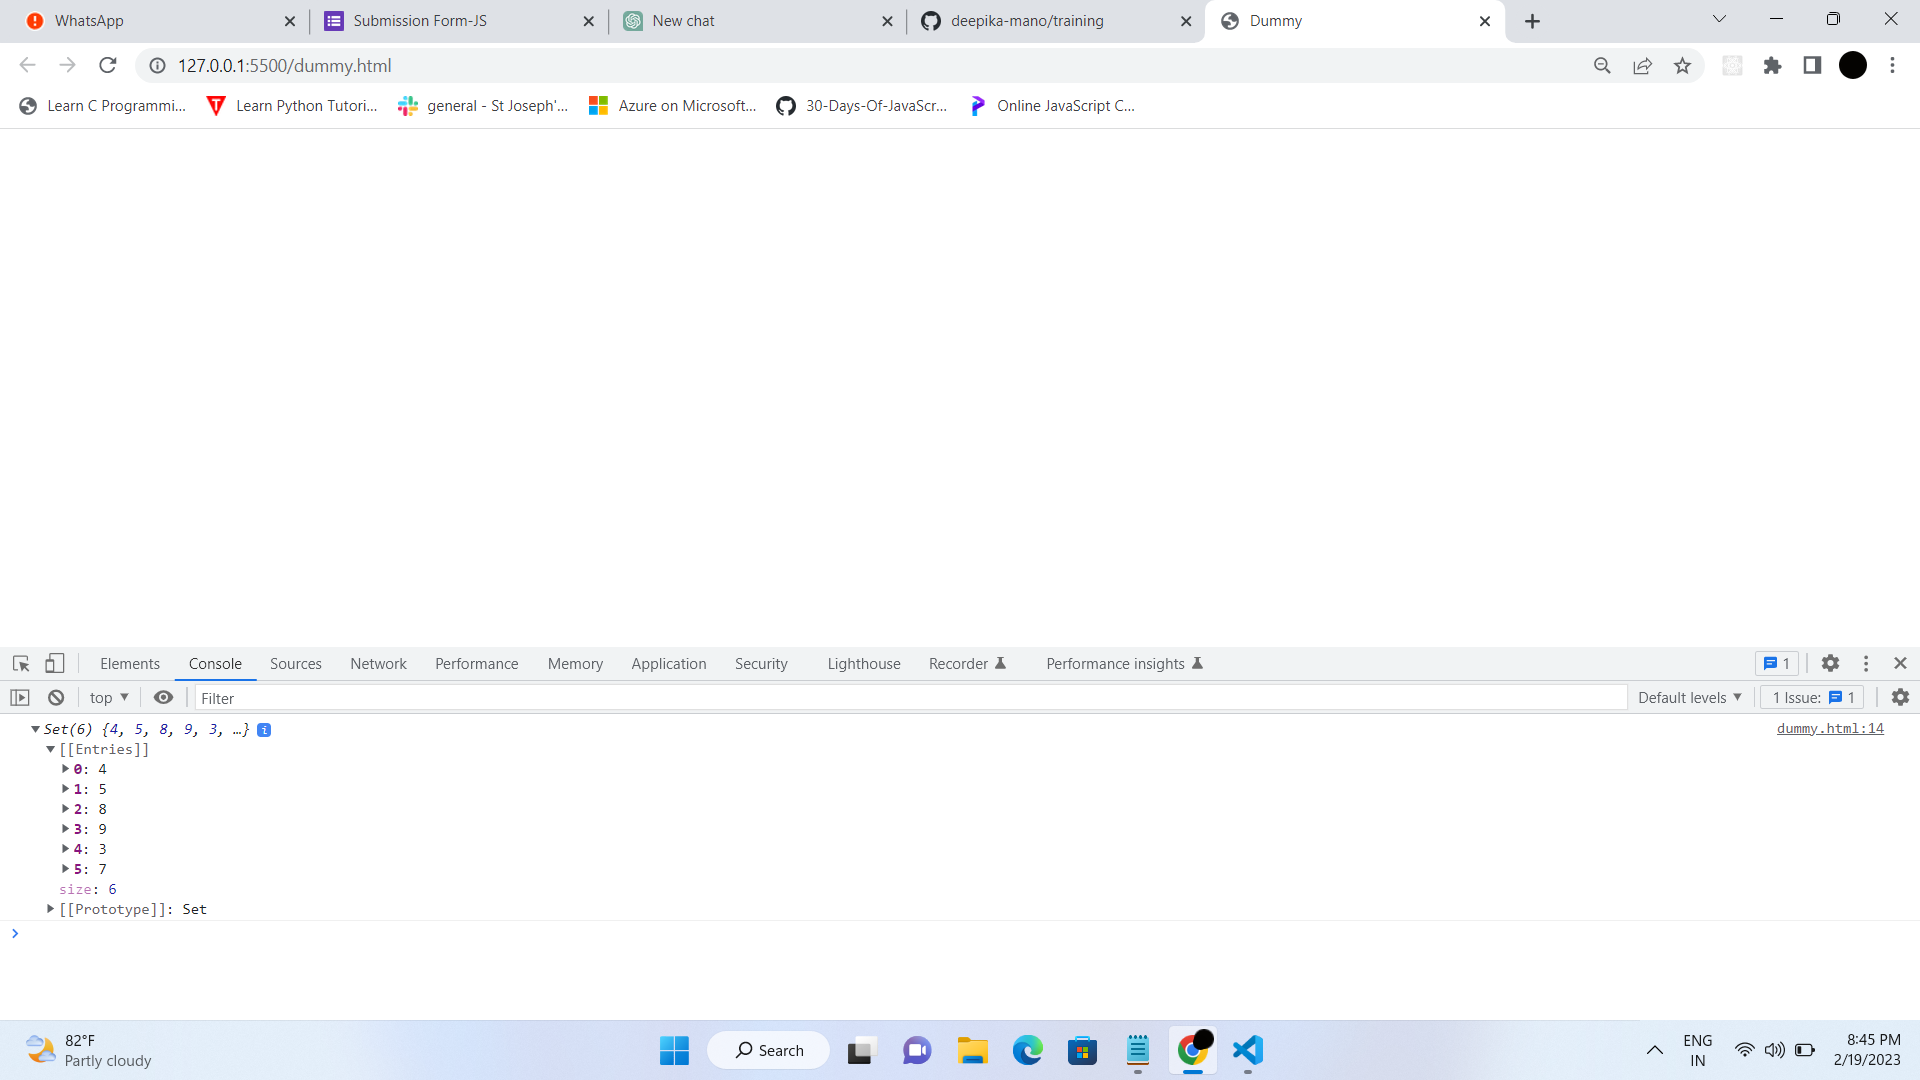 WhatsApp
Submission Form-JS
New chat
deepika-mano/training
Dummy
127.0.0.1:5500/dummy.html
Learn C Programmi...
Learn Python Tutori...
general - St Joseph'...
Azure on Microsoft...
30-Days-Of-JavaScr...
Online JavaScript C...
Elements
Console
Sources
Network
Performance
Memory
Application
Security
Lighthouse
Recorder
Performance insights
1
top
Filter
Default levels
1 Issue: 1
Set(6) {4, 5, 8, 9, 3, …} i
dummy.html:14
[[Entries]]
0: 4
1: 5
2: 8
3: 9
4: 3
5: 7
size: 6
[[Prototype]]: Set
82°F
Partly cloudy
Search
ENG
IN
8:45 PM
2/19/2023